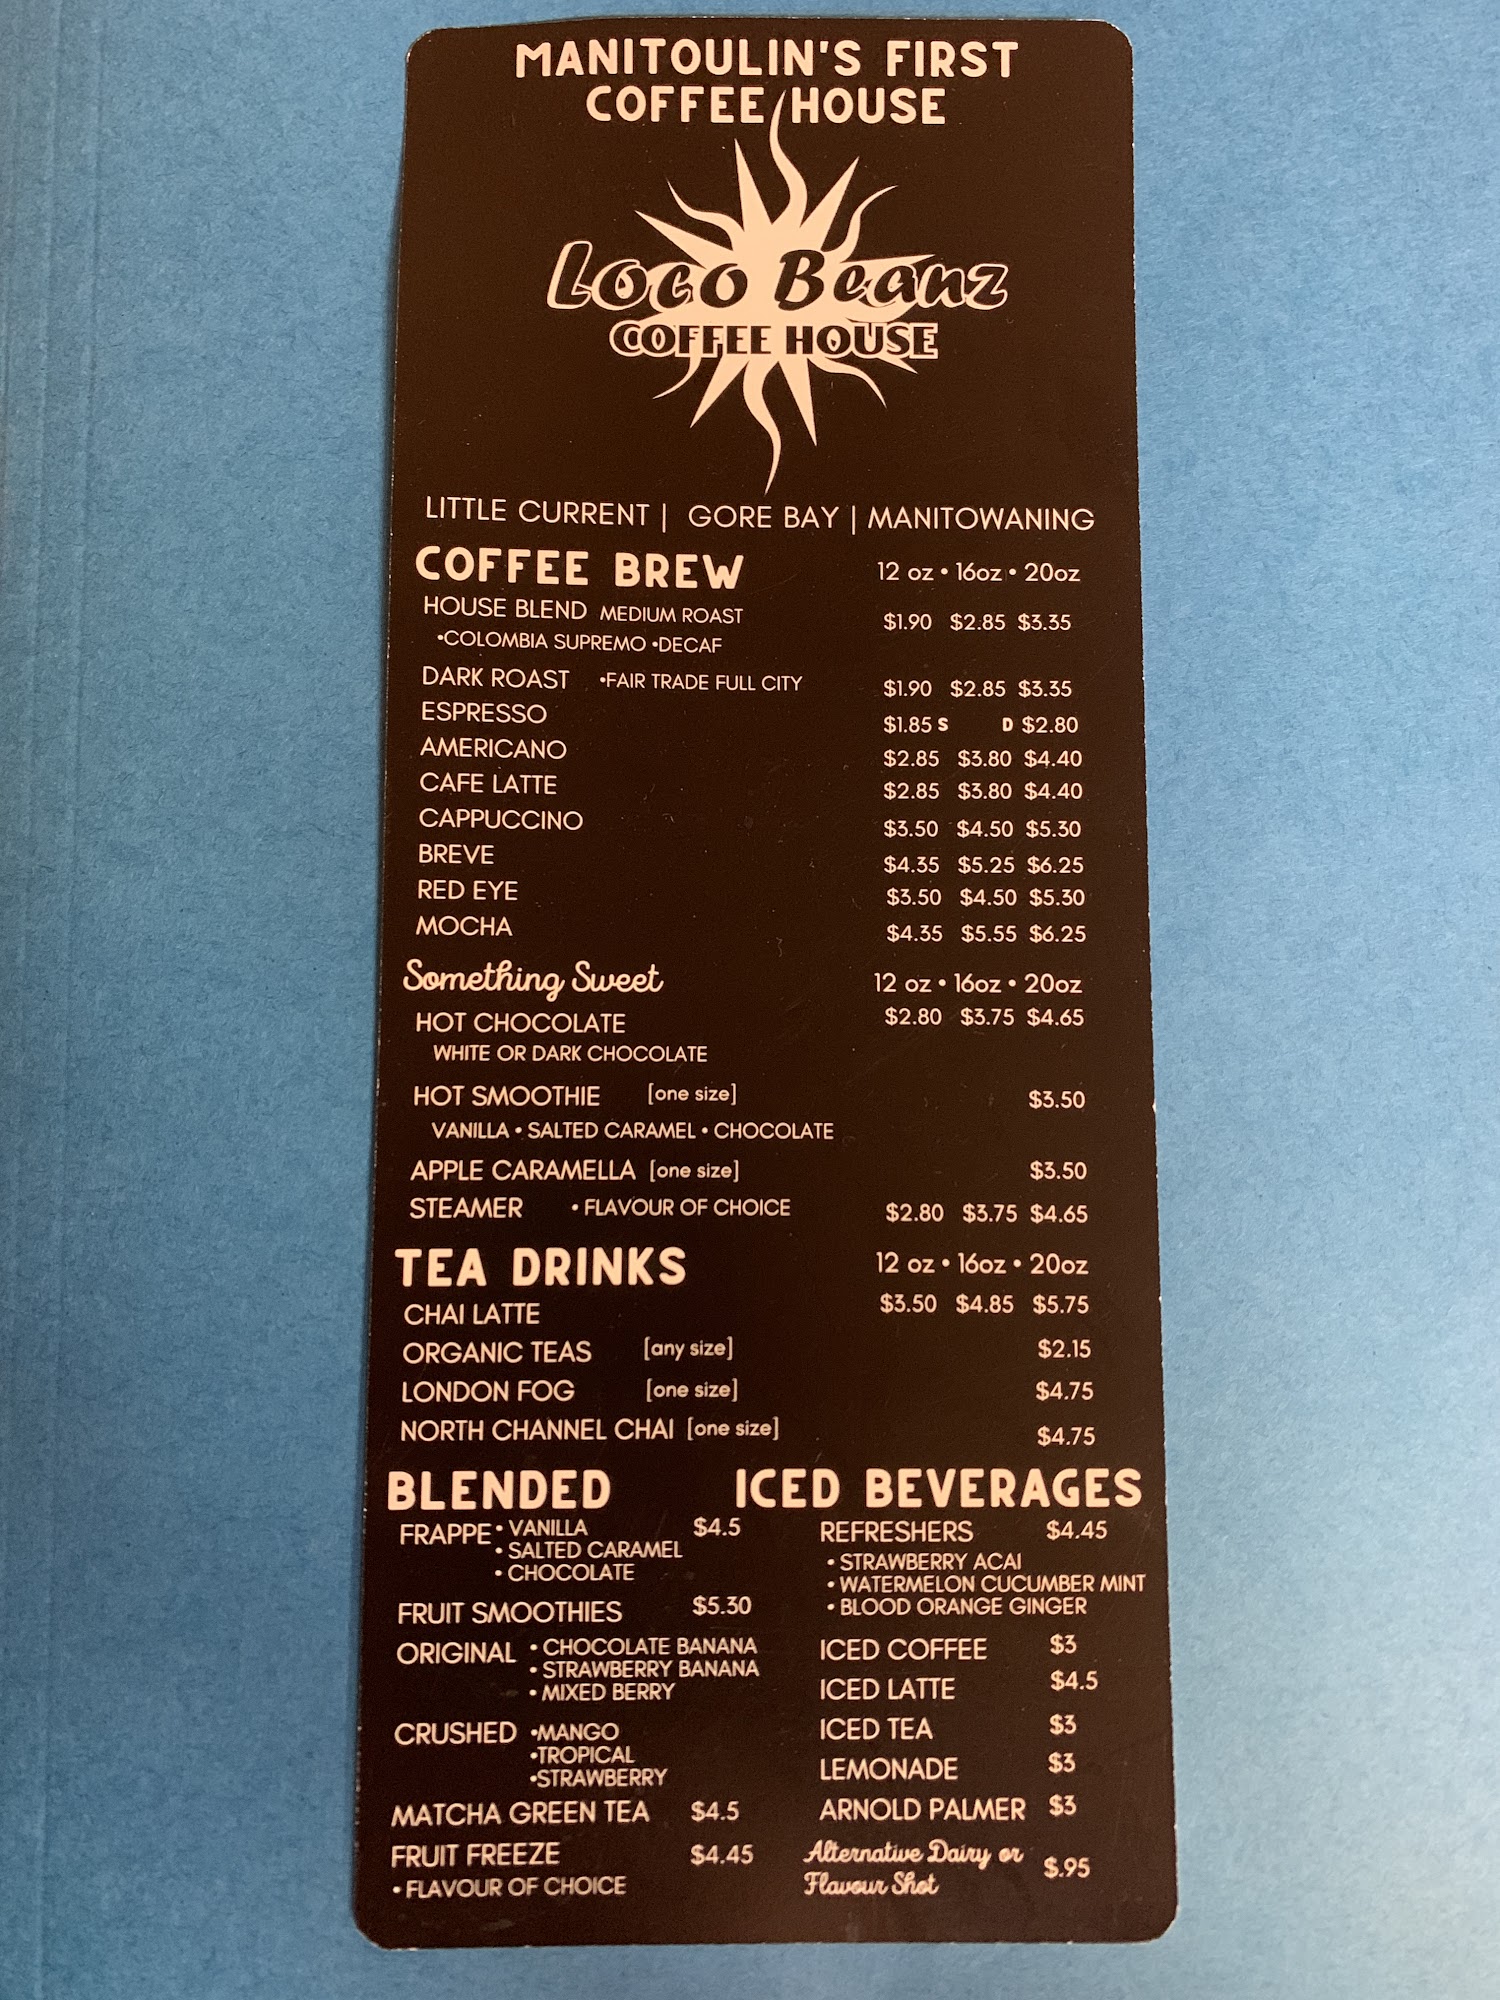 MANITOULIN'S FIRST
COFFEE HOUSE
Loco Beanz
COFFEE HOUSE
LITTLE CURRENT | GORE BAY | MANITOWANING
COFFEE BREW 12 oz • 16oz • 20oz
HOUSE BLEND MEDIUM ROAST $1.90 $2.85 $3.35
•COLOMBIA SUPREMO •DECAF
DARK ROAST •FAIR TRADE FULL CITY $1.90 $2.85 $3.35
ESPRESSO $1.85 S D $2.80
AMERICANO $2.85 $3.80 $4.40
CAFE LATTE $2.85 $3.80 $4.40
CAPPUCCINO $3.50 $4.50 $5.30
BREVE $4.35 $5.25 $6.25
RED EYE $3.50 $4.50 $5.30
MOCHA $4.35 $5.55 $6.25
Something Sweet 12 oz • 16oz • 20oz
HOT CHOCOLATE $2.80 $3.75 $4.65
WHITE OR DARK CHOCOLATE
HOT SMOOTHIE [one size] $3.50
VANILLA • SALTED CARAMEL • CHOCOLATE
APPLE CARAMELLA [one size] $3.50
STEAMER • FLAVOUR OF CHOICE $2.80 $3.75 $4.65
TEA DRINKS 12 oz • 16oz • 20oz
CHAI LATTE $3.50 $4.85 $5.75
ORGANIC TEAS [any size] $2.15
LONDON FOG [one size] $4.75
NORTH CHANNEL CHAI [one size] $4.75
BLENDED
FRAPPE • VANILLA $4.5
• SALTED CARAMEL
• CHOCOLATE
FRUIT SMOOTHIES $5.30
ORIGINAL • CHOCOLATE BANANA
• STRAWBERRY BANANA
• MIXED BERRY
CRUSHED •MANGO
•TROPICAL
•STRAWBERRY
MATCHA GREEN TEA $4.5
FRUIT FREEZE $4.45
• FLAVOUR OF CHOICE
ICED BEVERAGES
REFRESHERS $4.45
• STRAWBERRY ACAI
• WATERMELON CUCUMBER MINT
• BLOOD ORANGE GINGER
ICED COFFEE $3
ICED LATTE $4.5
ICED TEA $3
LEMONADE $3
ARNOLD PALMER $3
Alternative Dairy or
Flavour Shot $.95